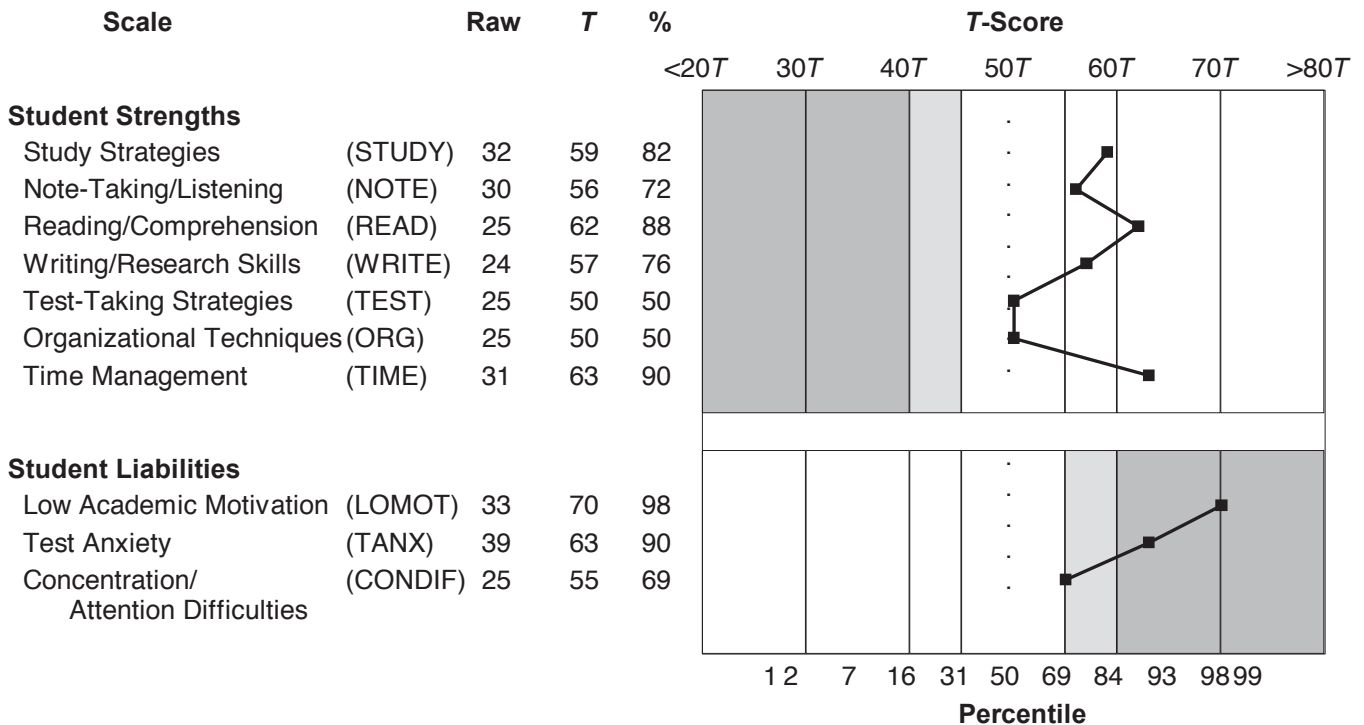 Scale Raw T % T-Score
<20T 30T 40T 50T 60T 70T >80T
Student Strengths
Study Strategies (STUDY) 32 59 82
Note-Taking/Listening (NOTE) 30 56 72
Reading/Comprehension (READ) 25 62 88
Writing/Research Skills (WRITE) 24 57 76
Test-Taking Strategies (TEST) 25 50 50
Organizational Techniques (ORG) 25 50 50
Time Management (TIME) 31 63 90
Student Liabilities
Low Academic Motivation (LOMOT) 33 70 98
Test Anxiety (TANX) 39 63 90
Concentration/ (CONDIF) 25 55 69
Attention Difficulties
1 2 7 16 31 50 69 84 93 98 99
Percentile